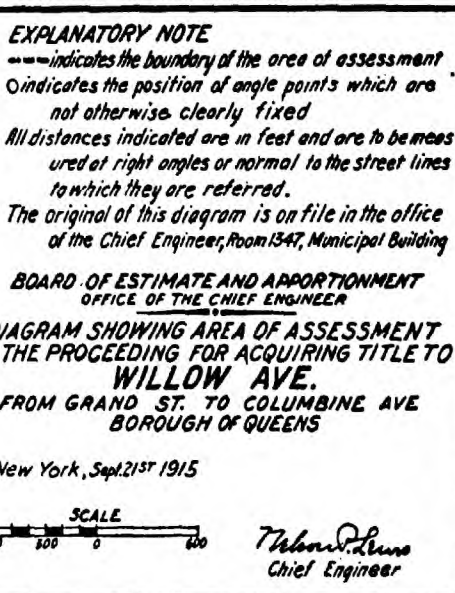 EXPLANATORY NOTE
---indicates the boundary of the area of assessment.
O indicates the position of angle points which are
not otherwise clearly fixed
All distances indicated are in feet and are to be meas
ured at right angles or normal to the street lines
to which they are referred.
The original of this diagram is on file in the office
of the Chief Engineer, Room 1347, Municipal Building
BOARD OF ESTIMATE AND APPORTIONMENT
OFFICE OF THE CHIEF ENGINEER
IAGRAM SHOWING AREA OF ASSESSMENT
THE PROCEEDING FOR ACQUIRING TITLE TO
WILLOW AVE.
FROM GRAND ST. TO COLUMBINE AVE
BOROUGH OF QUEENS
New York, Sept. 21ST 1915
SCALE
300 0 600
Nelson P. Lewis
Chief Engineer